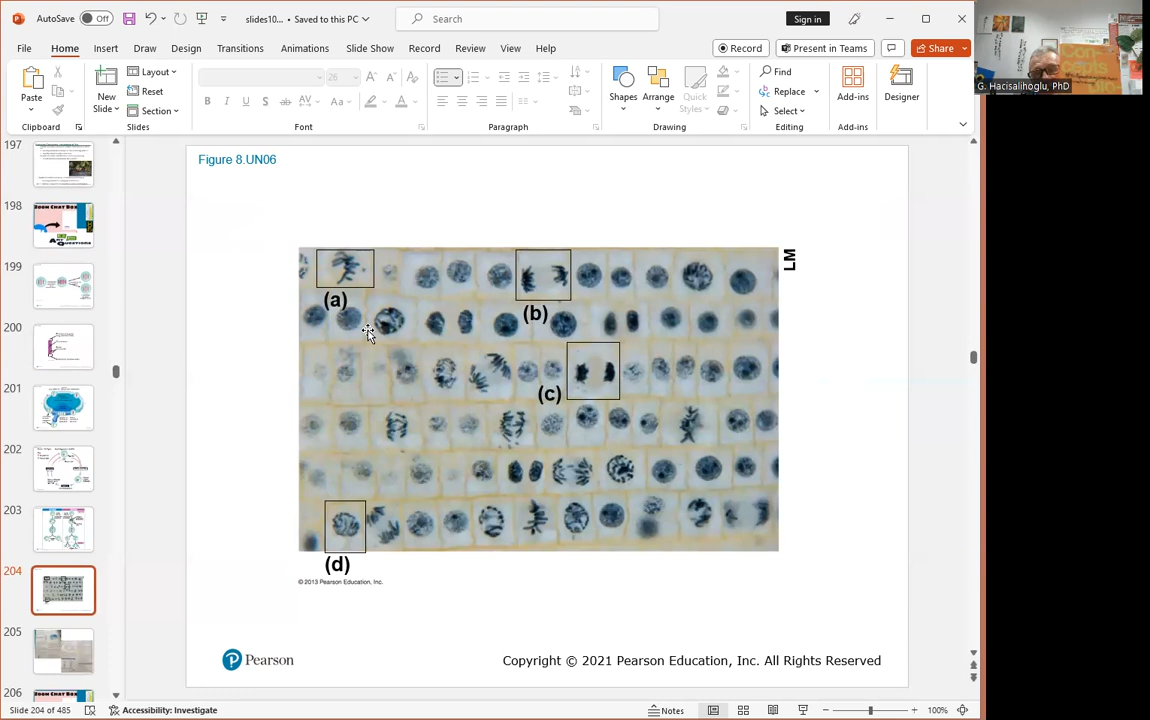 AutoSave Off slides10... • Saved to this PC Search Sign in
File Home Insert Draw Design Transitions Animations Slide Show Record Review View Help Record Present in Teams Share
Paste New Slide Layout Reset Section 26 B I U S ab AV Aa A Shapes Arrange Quick Styles Find Replace Select Add-ins Designer
Clipboard Slides Font Paragraph Drawing Editing Add-ins
G. Hacisalihoglu, PhD
197
198
199
200
201
202
203
204
205
206
Figure 8.UN06
LM
(a)
(b)
(c)
(d)
© 2013 Pearson Education, Inc.
Pearson Copyright © 2021 Pearson Education, Inc. All Rights Reserved
Slide 204 of 485 Accessibility: Investigate Notes 100%